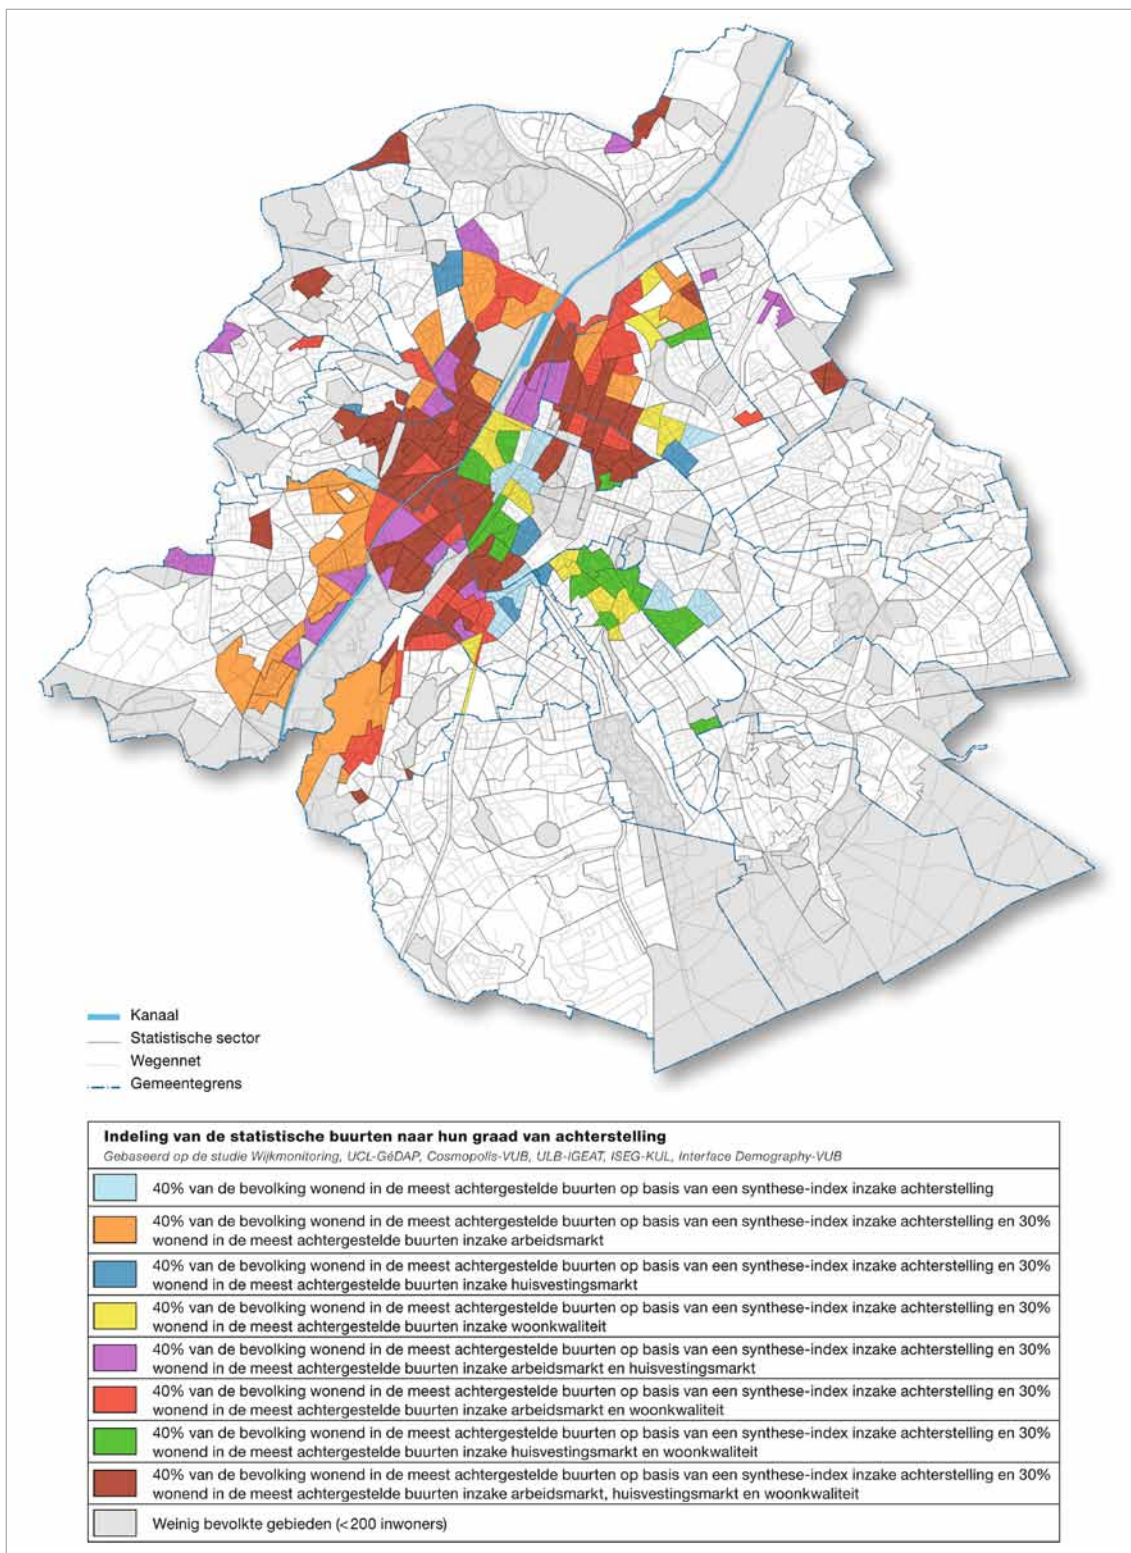 Kanaal
Statistische sector
Wegennet
Gemeentegrens
Indeling van de statistische buurten naar hun graad van achterstelling
Gebaseerd op de studie Wijkmonitoring, UCL-GéDAP, Cosmopolis-VUB, ULB-IGEAT, ISEG-KUL, Interface Demography-VUB
40% van de bevolking wonend in de meest achtergestelde buurten op basis van een synthese-index inzake achterstelling
40% van de bevolking wonend in de meest achtergestelde buurten op basis van een synthese-index inzake achterstelling en 30%
wonend in de meest achtergestelde buurten inzake arbeidsmarkt
40% van de bevolking wonend in de meest achtergestelde buurten op basis van een synthese-index inzake achterstelling en 30%
wonend in de meest achtergestelde buurten inzake huisvestingsmarkt
40% van de bevolking wonend in de meest achtergestelde buurten op basis van een synthese-index inzake achterstelling en 30%
wonend in de meest achtergestelde buurten inzake woonkwaliteit
40% van de bevolking wonend in de meest achtergestelde buurten op basis van een synthese-index inzake achterstelling en 30%
wonend in de meest achtergestelde buurten inzake arbeidsmarkt en huisvestingsmarkt
40% van de bevolking wonend in de meest achtergestelde buurten op basis van een synthese-index inzake achterstelling en 30%
wonend in de meest achtergestelde buurten inzake arbeidsmarkt en woonkwaliteit
40% van de bevolking wonend in de meest achtergestelde buurten op basis van een synthese-index inzake achterstelling en 30%
wonend in de meest achtergestelde buurten inzake huisvestingsmarkt en woonkwaliteit
40% van de bevolking wonend in de meest achtergestelde buurten op basis van een synthese-index inzake achterstelling en 30%
wonend in de meest achtergestelde buurten inzake arbeidsmarkt, huisvestingsmarkt en woonkwaliteit
Weinig bevolkte gebieden (<200 inwoners)